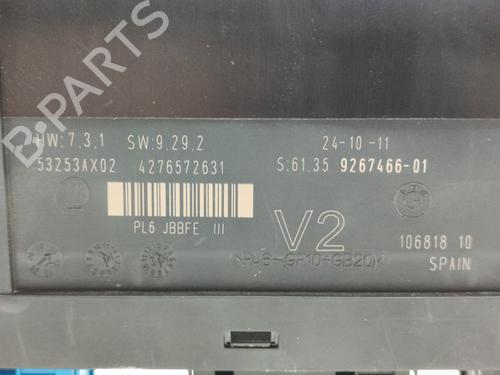 B-PARTS
HW:7.3.1 SW:9.29.2 24-10-11
53253AX02 4276572631 S:61.35 9267466-01
PL6 JBBFE III V2
106818 10
SPAIN